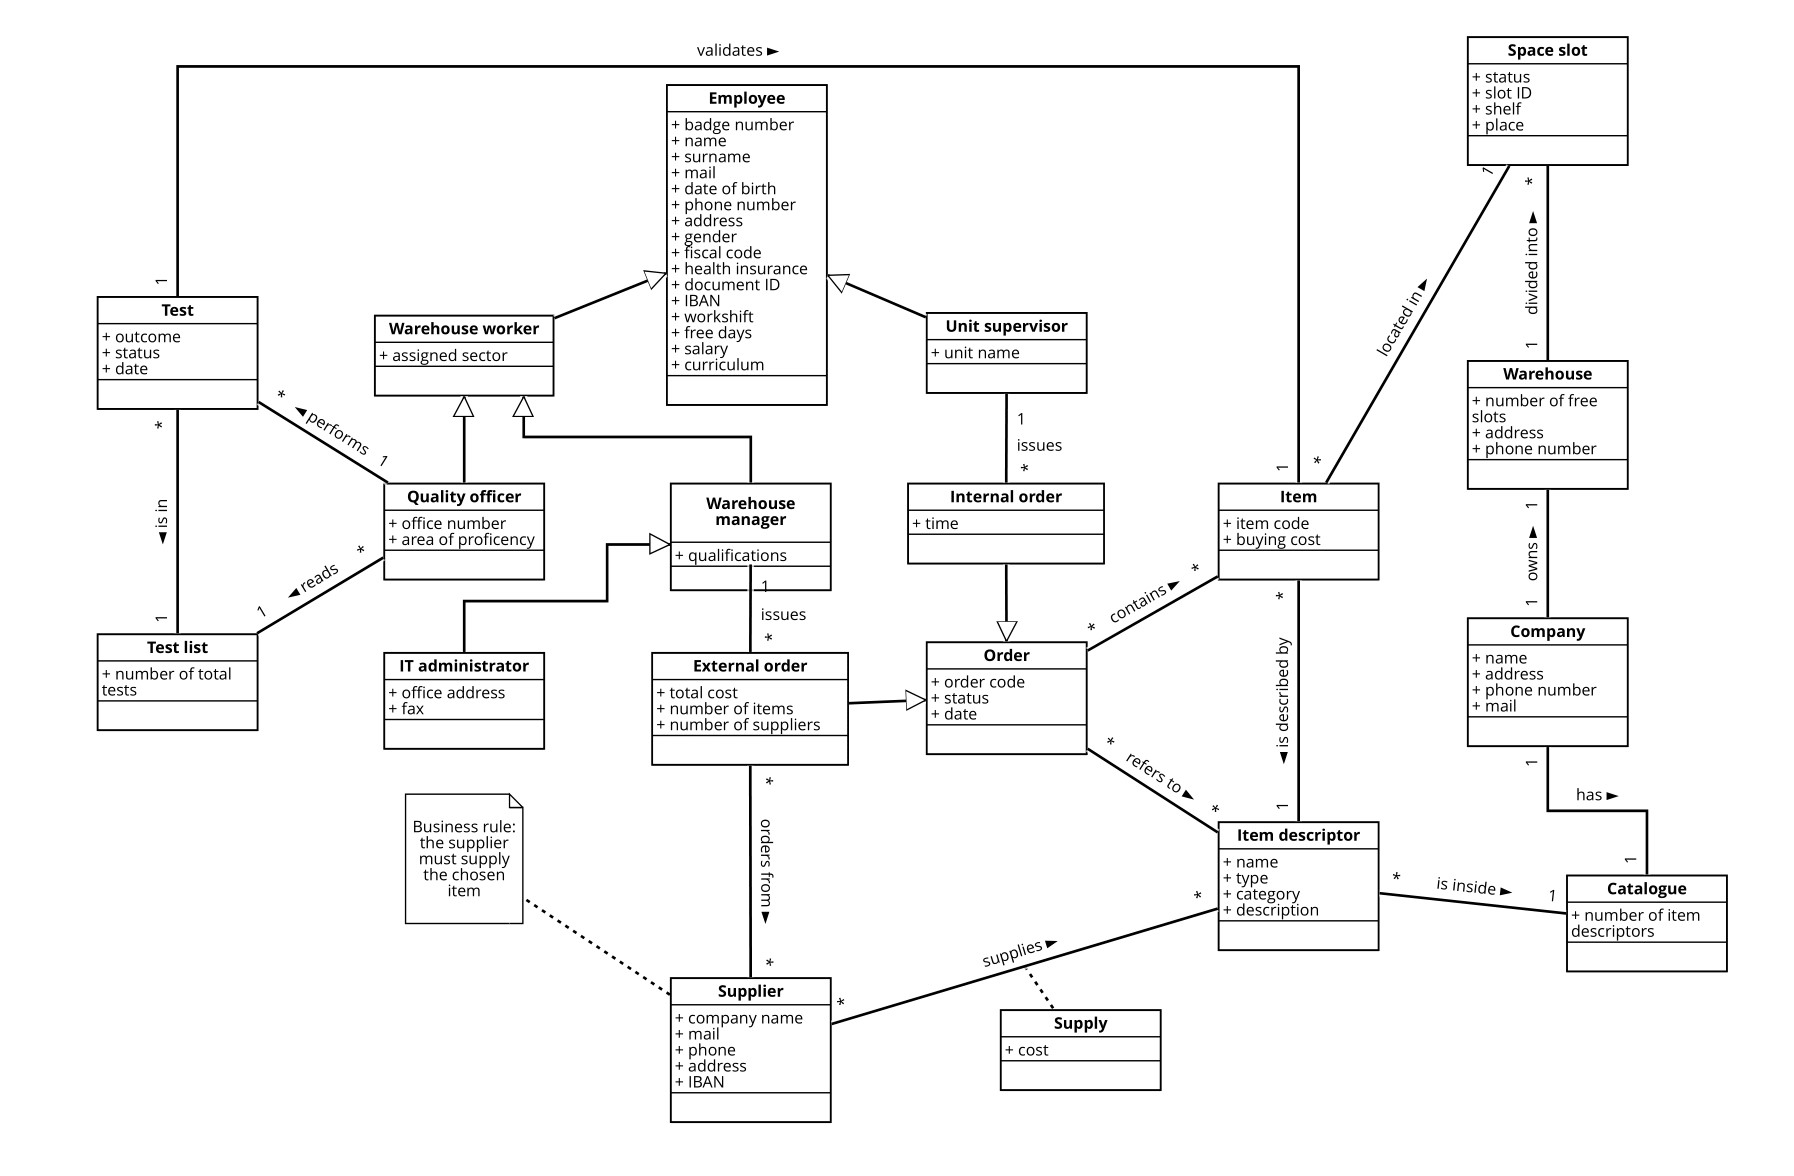 validates ►
Space slot
+ status
+ slot ID
+ shelf
+ place
Employee
+ badge number
+ name
+ surname
+ mail
+ date of birth
+ phone number
+ address
+ gender
+ fiscal code
+ health insurance
+ document ID
+ IBAN
+ workshift
+ free days
+ salary
+ curriculum
1
*
divided into ►
1
located in ►
*
1
Test
+ outcome
+ status
+ date
Warehouse worker
+ assigned sector
Unit supervisor
+ unit name
Warehouse
+ number of free
slots
+ address
+ phone number
*
◄ performs
1
*
◄ is in
1
1
issues
*
1
Quality officer
+ office number
+ area of proficency
Warehouse
manager
+ qualifications
Internal order
+ time
Item
+ item code
+ buying cost
*
◄ reads
1
1
issues
*
*
contains ►
*
1
owns ►
1
Test list
+ number of total
tests
IT administrator
+ office address
+ fax
External order
+ total cost
+ number of items
+ number of suppliers
Order
+ order code
+ status
+ date
*
◄ is described by
1
Company
+ name
+ address
+ phone number
+ mail
*
refers to ►
*
1
has ►
1
Business rule:
the supplier
must supply
the chosen
item
*
orders from ►
*
Item descriptor
+ name
+ type
+ category
+ description
*
is inside ►
1
Catalogue
+ number of item
descriptors
*
supplies ►
*
Supplier
+ company name
+ mail
+ phone
+ address
+ IBAN
Supply
+ cost